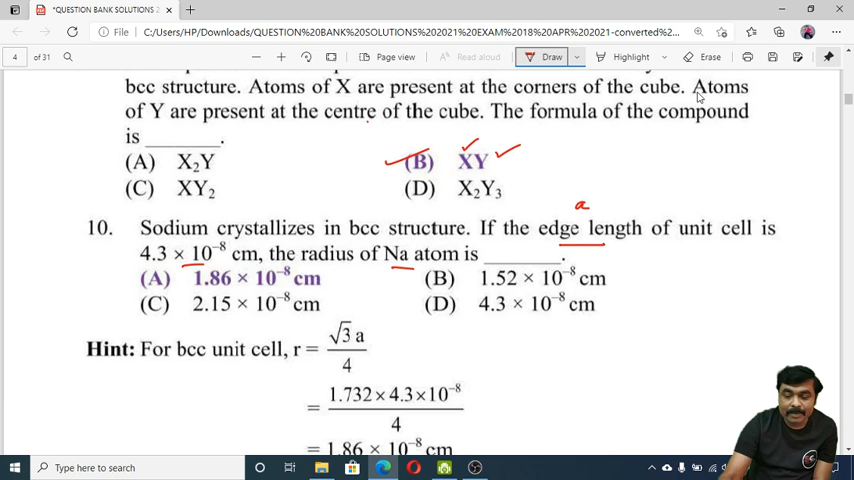 *QUESTION BANK SOLUTIONS 2
File
C:/Users/HP/Downloads/QUESTION%20BANK%20SOLUTIONS%202021%20EXAM%2018%20APR%202021-converted%...
4 of 31
Page view
Read aloud
Draw
Highlight
Erase
bcc structure. Atoms of X are present at the corners of the cube. Atoms
of Y are present at the centre of the cube. The formula of the compound
is ________.
(A) X₂Y (B) XY
(C) XY₂ (D) X₂Y₃
a
10. Sodium crystallizes in bcc structure. If the edge length of unit cell is
4.3 × 10⁻⁸ cm, the radius of Na atom is ________.
(A) 1.86 × 10⁻⁸ cm (B) 1.52 × 10⁻⁸ cm
(C) 2.15 × 10⁻⁸ cm (D) 4.3 × 10⁻⁸ cm
Hint: For bcc unit cell, r = √3 a
4
= 1.732 × 4.3 × 10⁻⁸
4
= 1.86 × 10⁻⁸ cm
Type here to search